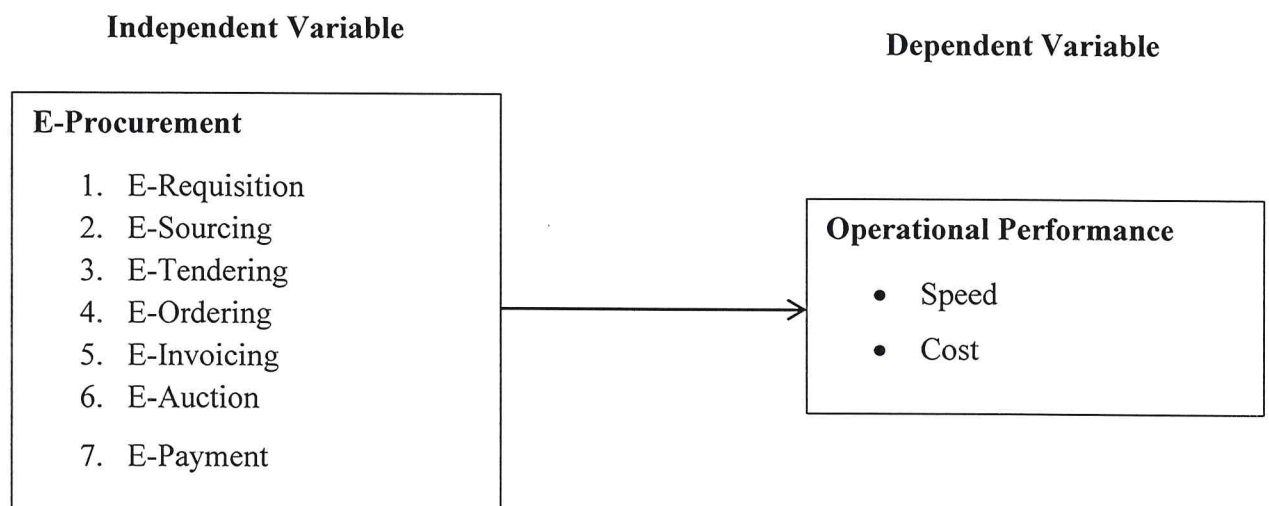 Independent Variable
Dependent Variable
E-Procurement
1. E-Requisition
2. E-Sourcing
3. E-Tendering
4. E-Ordering
5. E-Invoicing
6. E-Auction
7. E-Payment
Operational Performance
• Speed
• Cost